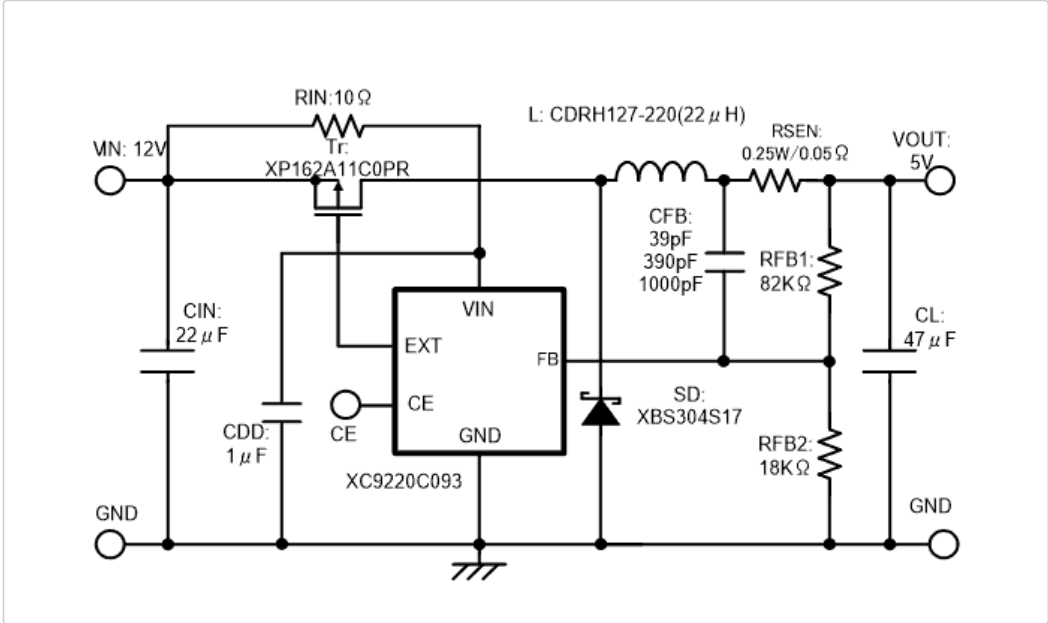 RIN:10Ω
Tr:
XP162A11C0PR
L: CDRH127-220(22μH)
RSEN:
0.25W/0.05Ω
VIN: 12V
VOUT:
5V
CFB:
39pF
390pF
1000pF
RFB1:
82KΩ
CIN:
22μF
VIN
EXT
FB
CL:
47μF
CE
CE
GND
SD:
XBS304S17
CDD:
1μF
RFB2:
18KΩ
XC9220C093
GND
GND